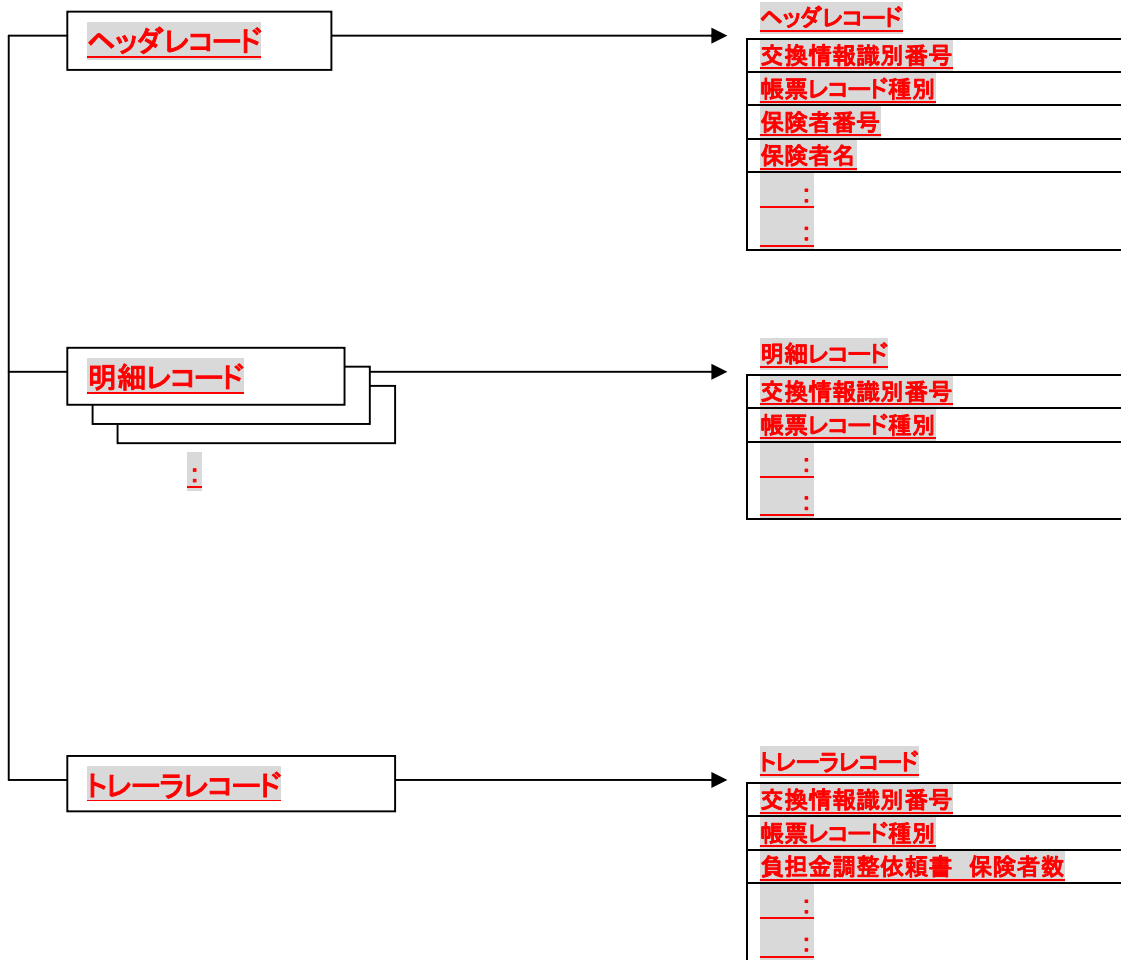 ヘッダレコード
ヘッダレコード
交換情報識別番号
帳票レコード種別
保険者番号
保険者名
：
：
明細レコード
：
明細レコード
交換情報識別番号
帳票レコード種別
：
：
トレーラレコード
トレーラレコード
交換情報識別番号
帳票レコード種別
負担金調整依頼書　保険者数
：
：